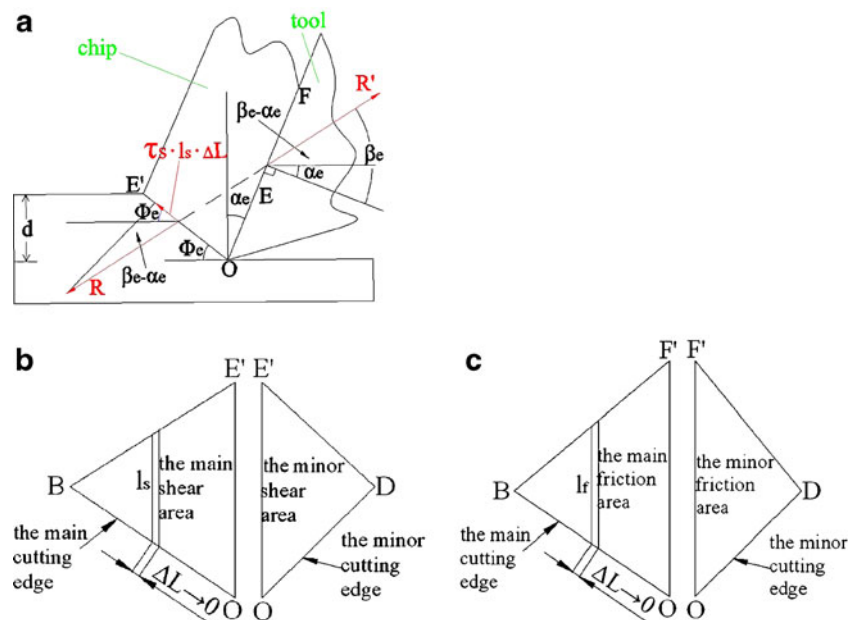 a
chip
tool
R'
F
βe-αe
τs·ls·ΔL
βe
E'
αe
E
αe
d
Φe
Φe
βe-αe
R
O
b
E' E'
ls
the main
shear
area
the minor
shear
area
B
D
the main
cutting
edge
the minor
cutting
edge
ΔL→0
O O
c
F' F'
lf
the main
friction
area
the minor
friction area
B
D
the main
cutting
edge
the minor
cutting
edge
ΔL→0
O O